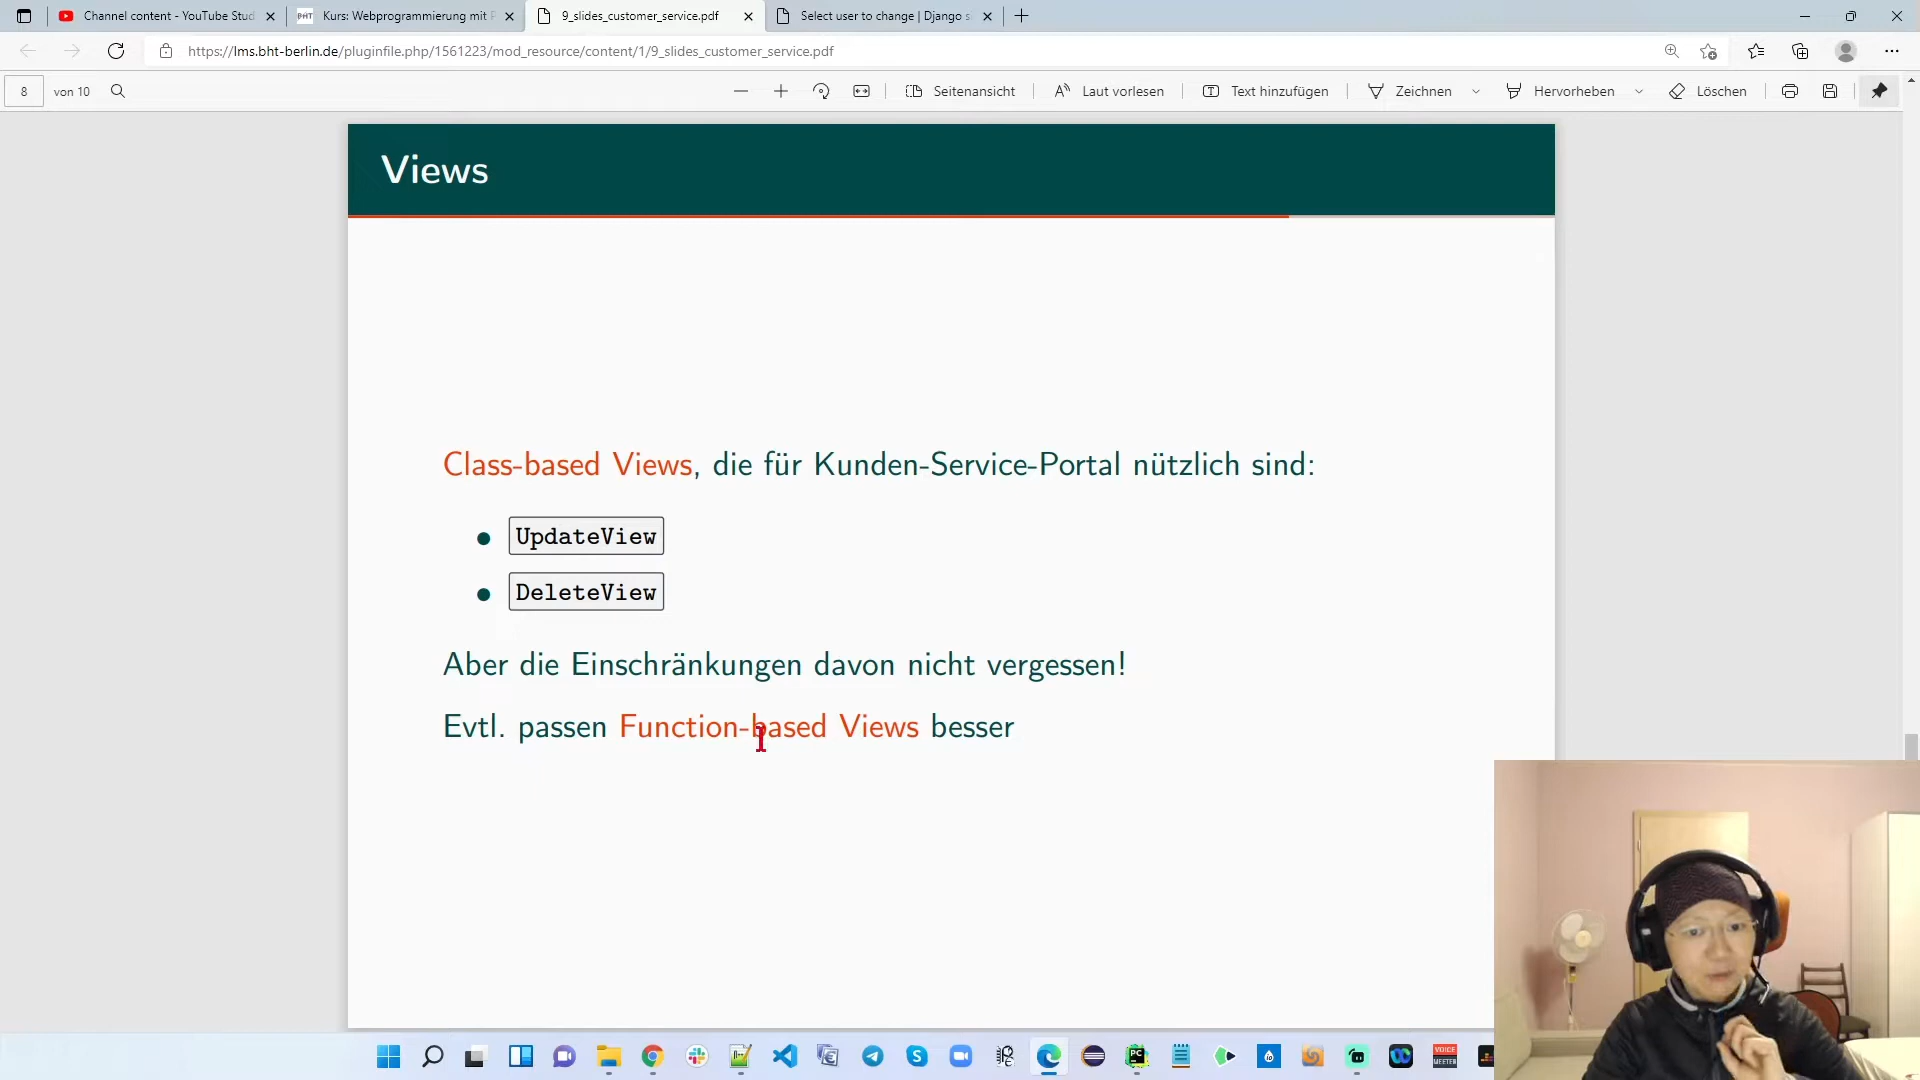 Channel content - YouTube Stud
Kurs: Webprogrammierung mit P
9_slides_customer_service.pdf
Select user to change | Django s
https://lms.bht-berlin.de/pluginfile.php/1561223/mod_resource/content/1/9_slides_customer_service.pdf
8 von 10
Seitenansicht
Laut vorlesen
Text hinzufügen
Zeichnen
Hervorheben
Löschen
Views
Class-based Views, die für Kunden-Service-Portal nützlich sind:
• UpdateView
• DeleteView
Aber die Einschränkungen davon nicht vergessen!
Evtl. passen Function-based Views besser
VOICE
MEETER